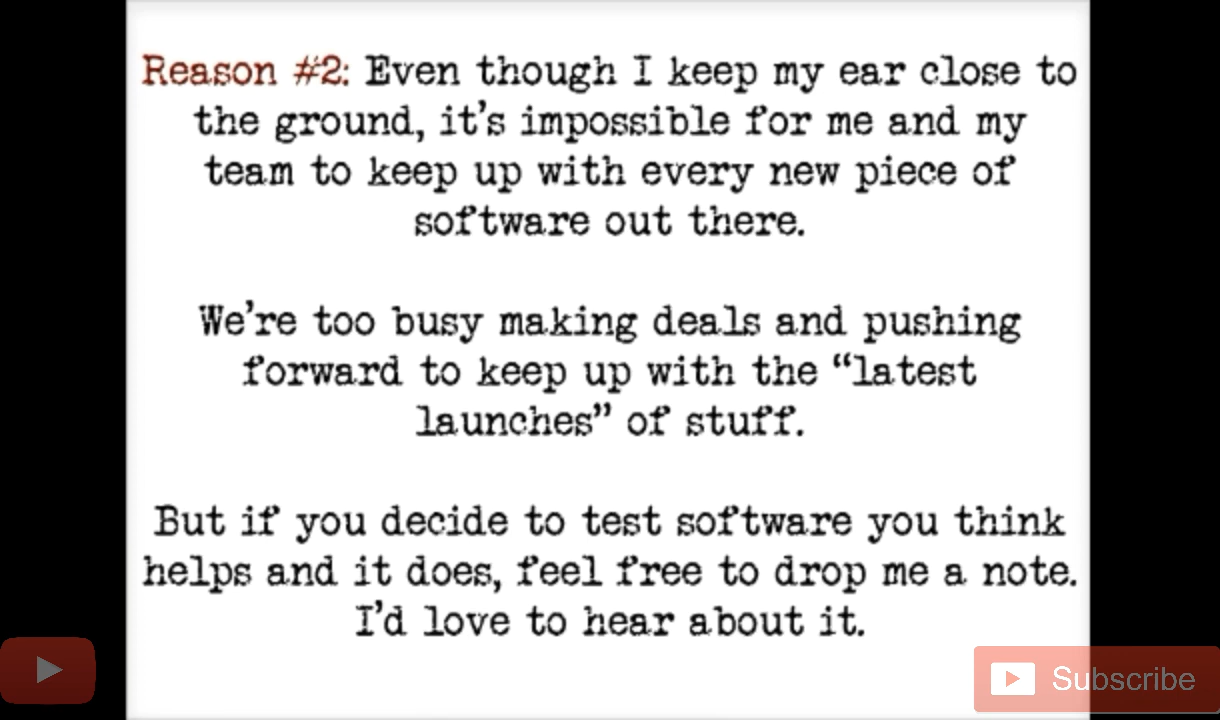 Reason #2: Even though I keep my ear close to
the ground, it's impossible for me and my
team to keep up with every new piece of
software out there.
We're too busy making deals and pushing
forward to keep up with the “latest
launches” of stuff.
But if you decide to test software you think
helps and it does, feel free to drop me a note.
I'd love to hear about it.
Subscribe